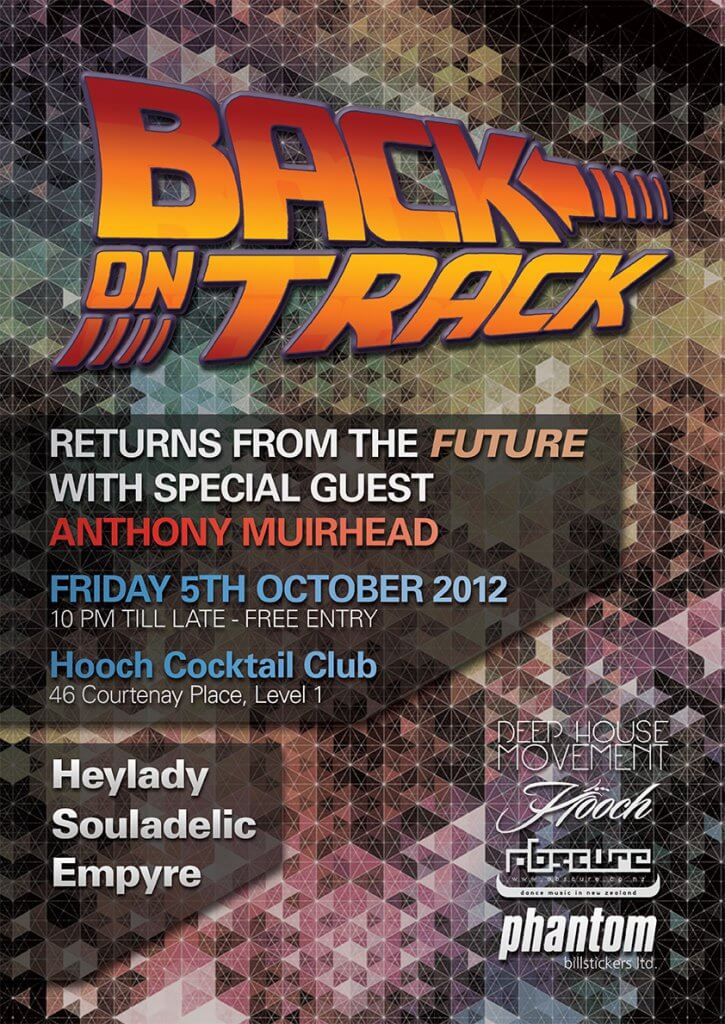 BACK
ON TRACK
RETURNS FROM THE FUTURE
WITH SPECIAL GUEST
ANTHONY MUIRHEAD
FRIDAY 5TH OCTOBER 2012
10 PM TILL LATE - FREE ENTRY
Hooch Cocktail Club
46 Courtenay Place, Level 1
Heylady
Souladelic
Empyre
DEEP HOUSE
MOVEMENT
Hooch
obscure
www.obscure.co.nz
dance music in new zealand
phantom
billstickers ltd.